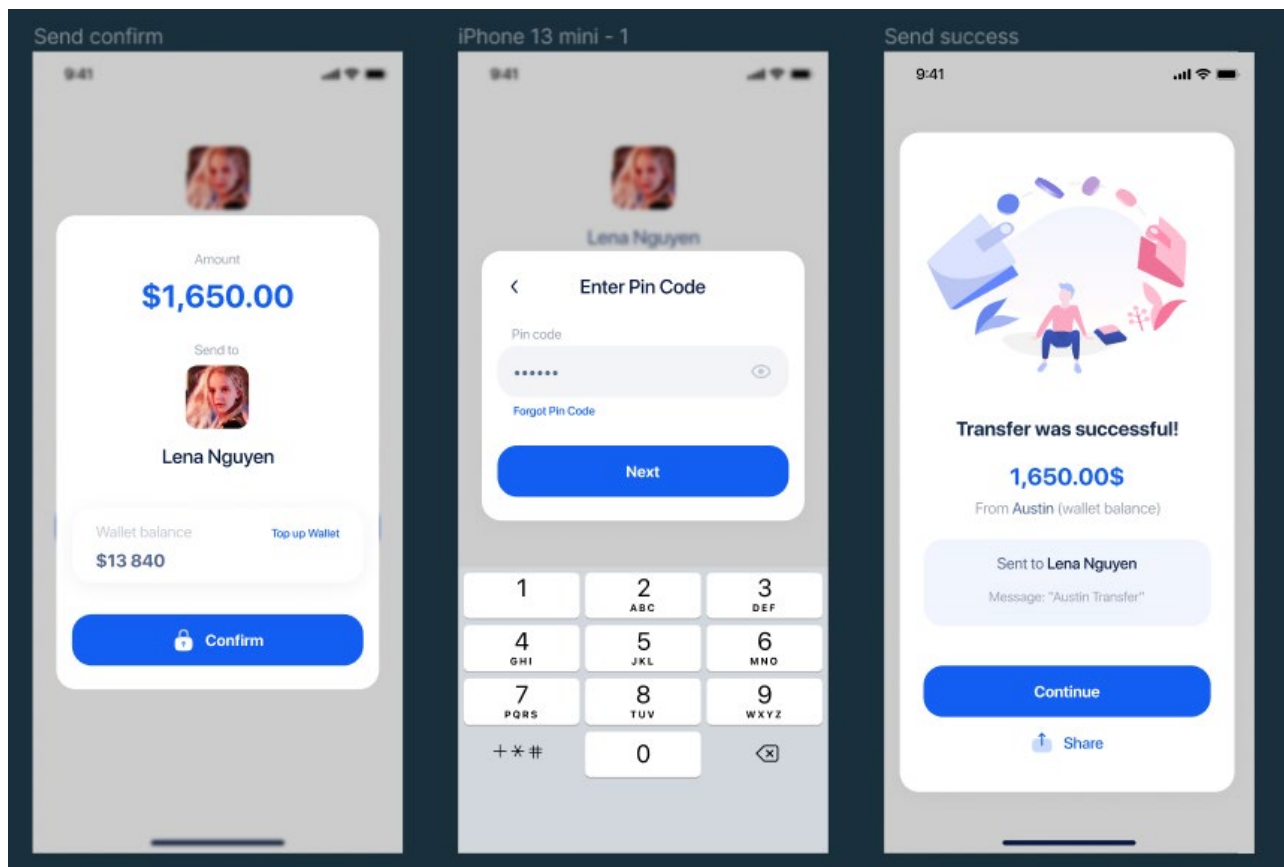 Send confirm
9:41
Amount
$1,650.00
Send to
Lena Nguyen
Wallet balance
Top up Wallet
$13 840
Confirm
iPhone 13 mini - 1
9:41
Lena Nguyen
Enter Pin Code
Pin code
Forgot Pin Code
Next
1
2
ABC
3
DEF
4
GHI
5
JKL
6
MNO
7
PQRS
8
TUV
9
WXYZ
+*#
0
Send success
9:41
Transfer was successful!
1,650.00$
From Austin (wallet balance)
Sent to Lena Nguyen
Message: "Austin Transfer"
Continue
Share